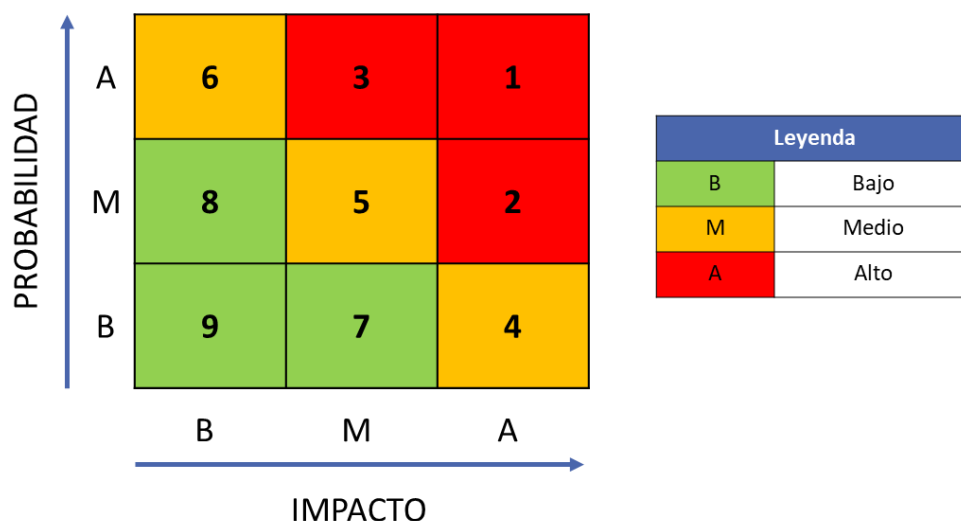 PROBABILIDAD
A 6 3 1
M 8 5 2
B 9 7 4
B M A
IMPACTO
Leyenda
B Bajo
M Medio
A Alto